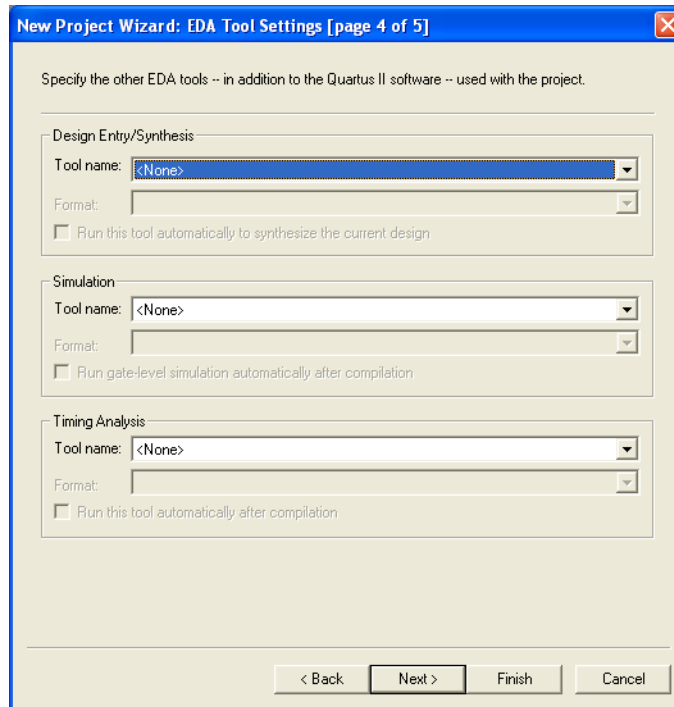 New Project Wizard: EDA Tool Settings [page 4 of 5]
Specify the other EDA tools -- in addition to the Quartus II software -- used with the project.
Design Entry/Synthesis
Tool name: <None>
Format:
Run this tool automatically to synthesize the current design
Simulation
Tool name: <None>
Format:
Run gate-level simulation automatically after compilation
Timing Analysis
Tool name: <None>
Format:
Run this tool automatically after compilation
< Back Next > Finish Cancel